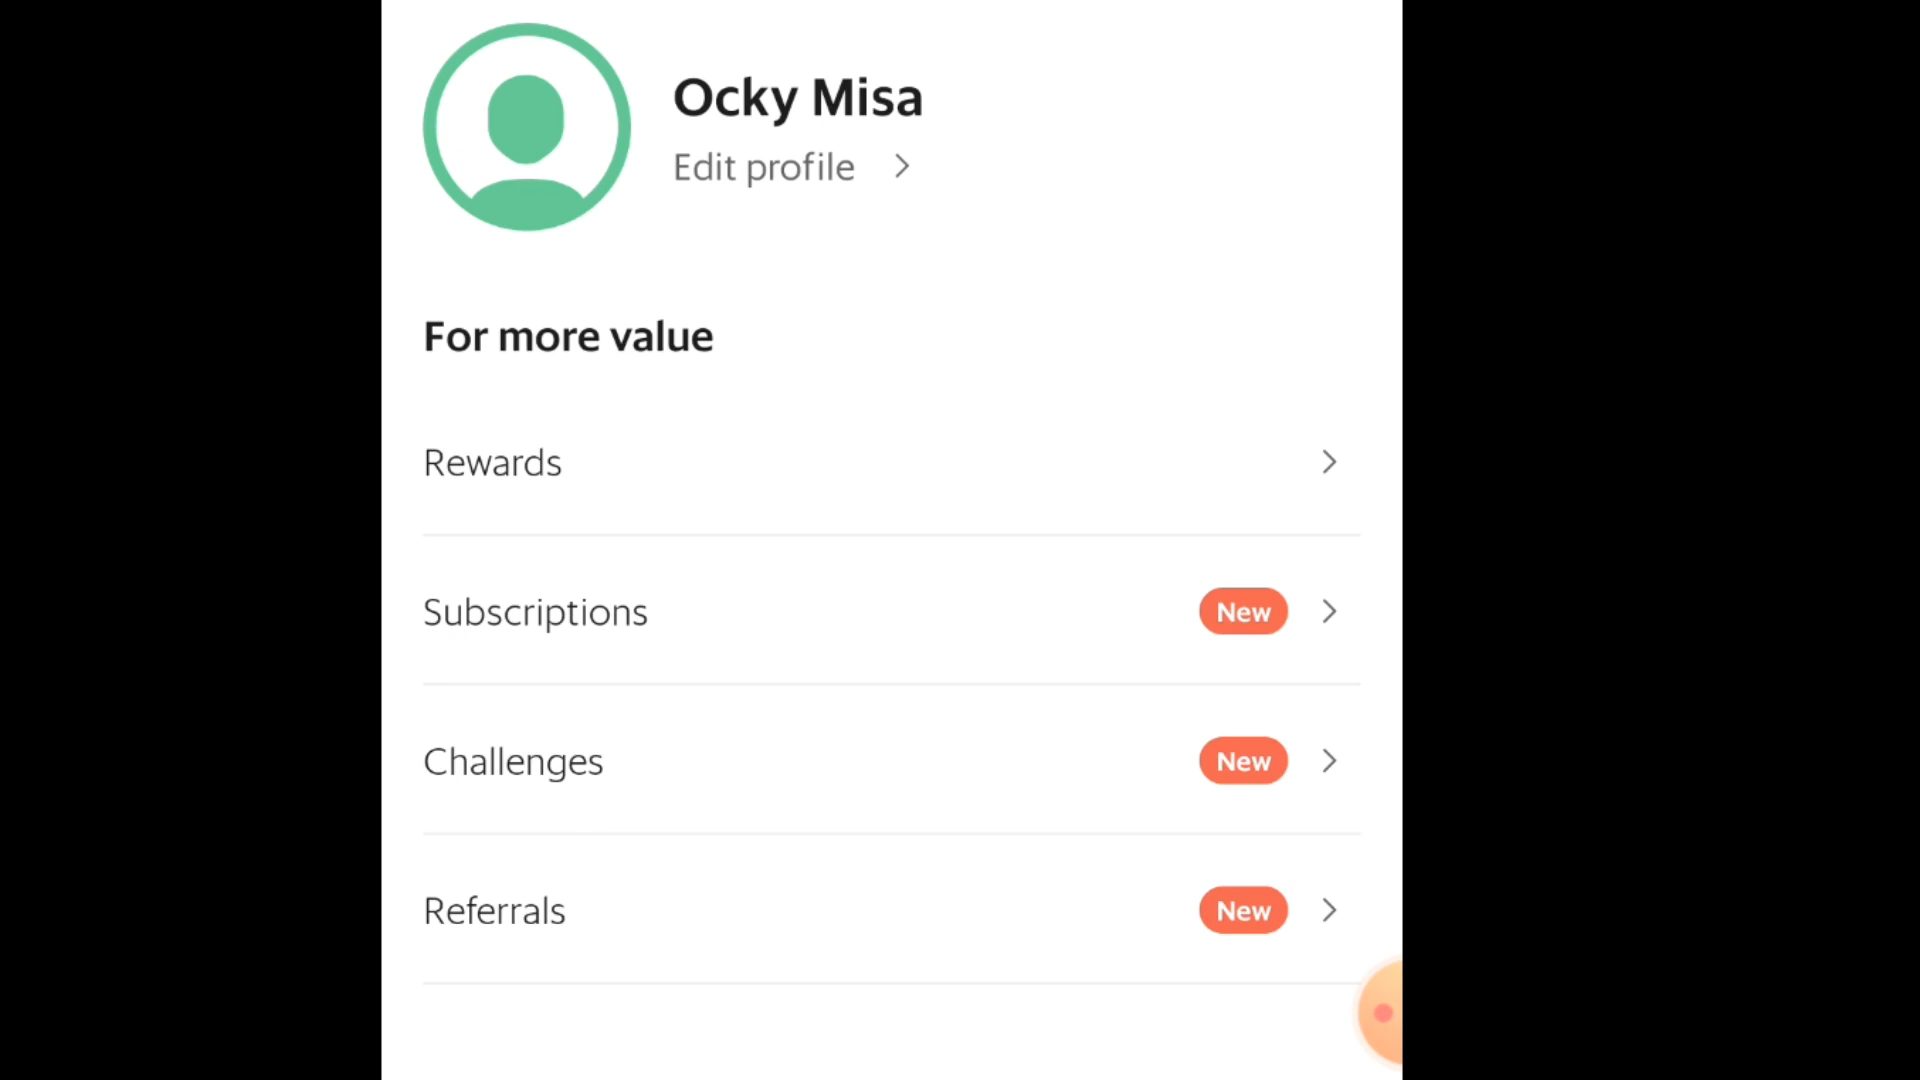 Ocky Misa
Edit profile
For more value
Rewards
Subscriptions
New
Challenges
New
Referrals
New